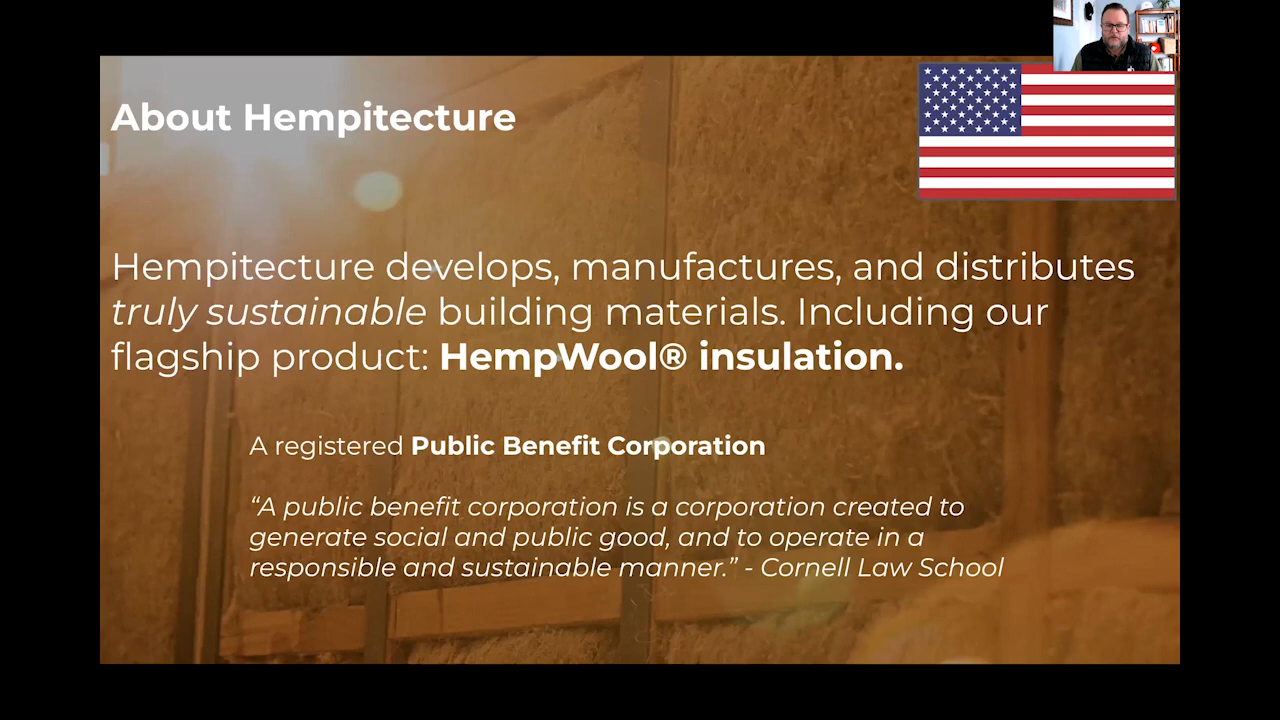 About Hempitecture
Hempitecture develops, manufactures, and distributes
truly sustainable building materials. Including our
flagship product: HempWool® insulation.
A registered Public Benefit Corporation
“A public benefit corporation is a corporation created to
generate social and public good, and to operate in a
responsible and sustainable manner.” - Cornell Law School